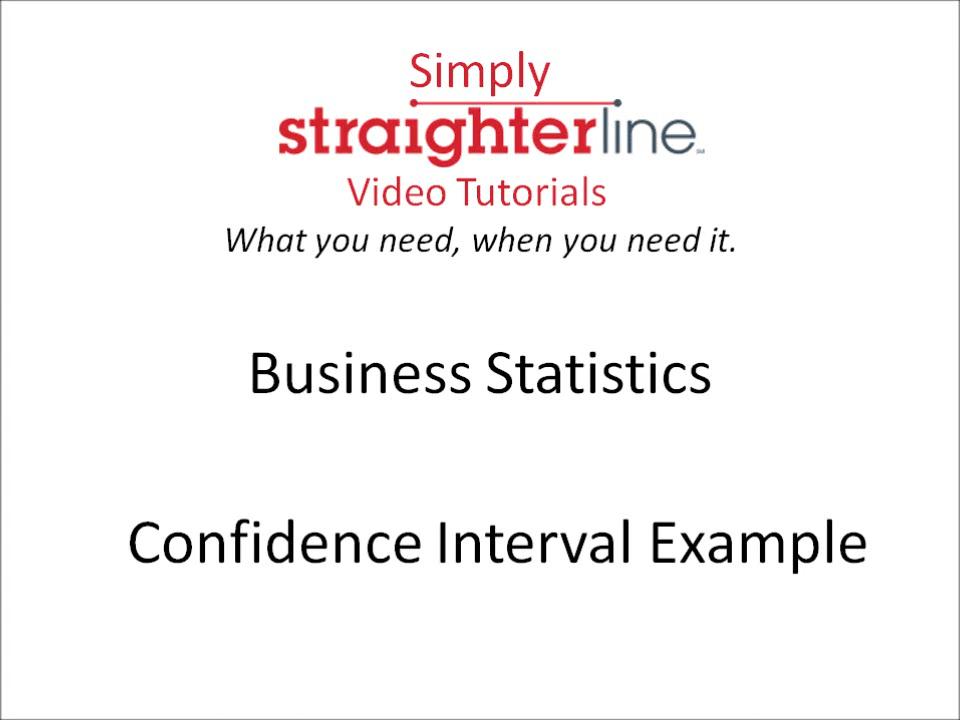 Simply
straighterline
Video Tutorials
What you need, when you need it.
Business Statistics
Confidence Interval Example